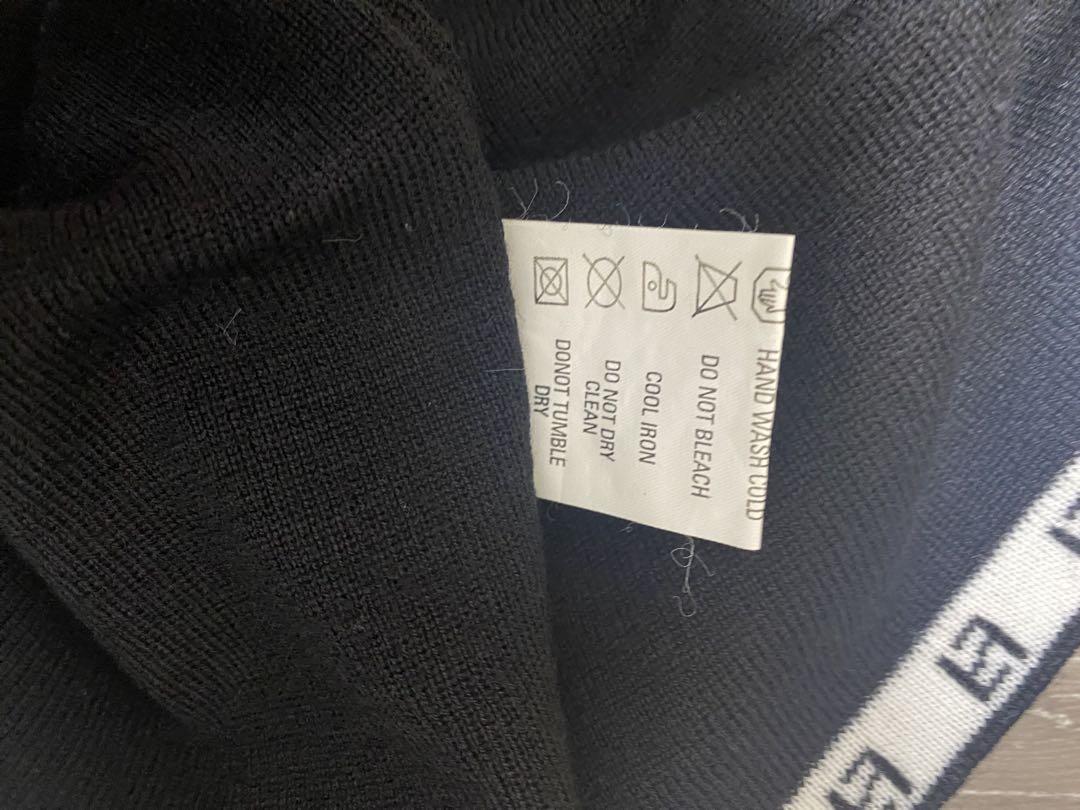 HAND WASH COLD
DO NOT BLEACH
COOL IRON
DO NOT DRY
CLEAN
DONOT TUMBLE
DRY